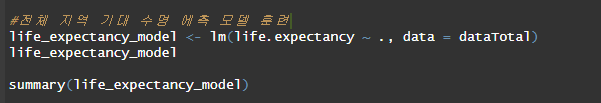 #전체 지역 기대 수명 에측 모델 훈련
life_expectancy_model <- lm(life.expectancy ~ ., data = dataTotal)
life_expectancy_model
summary(life_expectancy_model)